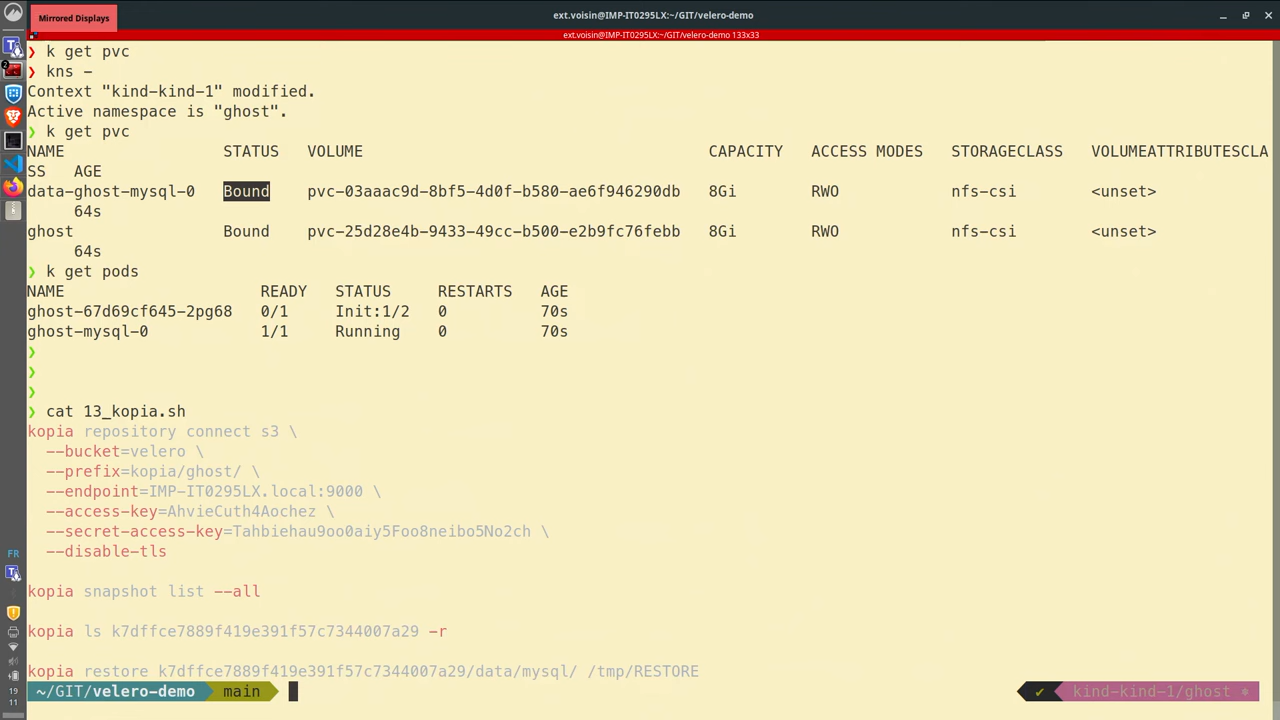 Mirrored Displays
ext.voisin@IMP-IT0295LX:~/GIT/velero-demo
ext.voisin@IMP-IT0295LX:~/GIT/velero-demo 133x33
❯ k get pvc
❯ kns -
Context "kind-kind-1" modified.
Active namespace is "ghost".
❯ k get pvc
NAME STATUS VOLUME CAPACITY ACCESS MODES STORAGECLASS VOLUMEATTRIBUTESCLA
SS AGE
data-ghost-mysql-0 Bound pvc-03aaac9d-8bf5-4d0f-b580-ae6f946290db 8Gi RWO nfs-csi <unset>
64s
ghost Bound pvc-25d28e4b-9433-49cc-b500-e2b9fc76febb 8Gi RWO nfs-csi <unset>
64s
❯ k get pods
NAME READY STATUS RESTARTS AGE
ghost-67d69cf645-2pg68 0/1 Init:1/2 0 70s
ghost-mysql-0 1/1 Running 0 70s
❯
❯
❯
❯ cat 13_kopia.sh
kopia repository connect s3 \
--bucket=velero \
--prefix=kopia/ghost/ \
--endpoint=IMP-IT0295LX.local:9000 \
--access-key=AhvieCuth4Aochez \
--secret-access-key=Tahbiehau9oo0aiy5Foo8neibo5No2ch \
--disable-tls
kopia snapshot list --all
kopia ls k7dffce7889f419e391f57c7344007a29 -r
kopia restore k7dffce7889f419e391f57c7344007a29/data/mysql/ /tmp/RESTORE
~/GIT/velero-demo main ✔ kind-kind-1/ghost ⎈
2
FR
19
11